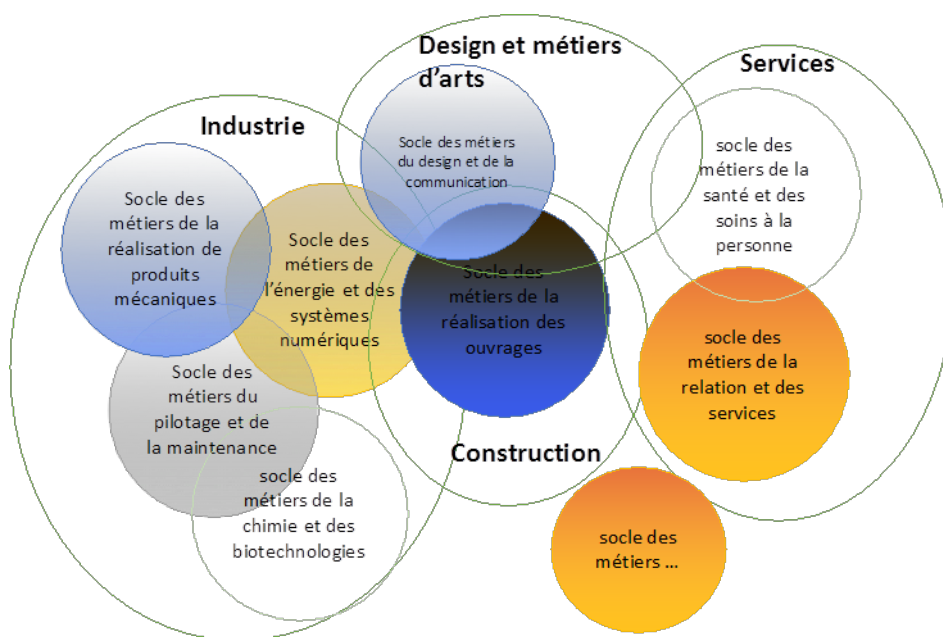 Design et métiers
d’arts
Services
Industrie
Socle des métiers
du design et de la
communication
socle des
métiers de la
santé et des
soins à la
personne
Socle des
métiers de la
réalisation de
produits
mécaniques
Socle des
métiers de
l’énergie et des
systèmes
numériques
Socle des
métiers de la
réalisation des
ouvrages
socle des
métiers de la
relation et des
services
Socle des
métiers du
pilotage et de
la maintenance
Construction
socle des
métiers de la
chimie et des
biotechnologies
socle des
métiers ...